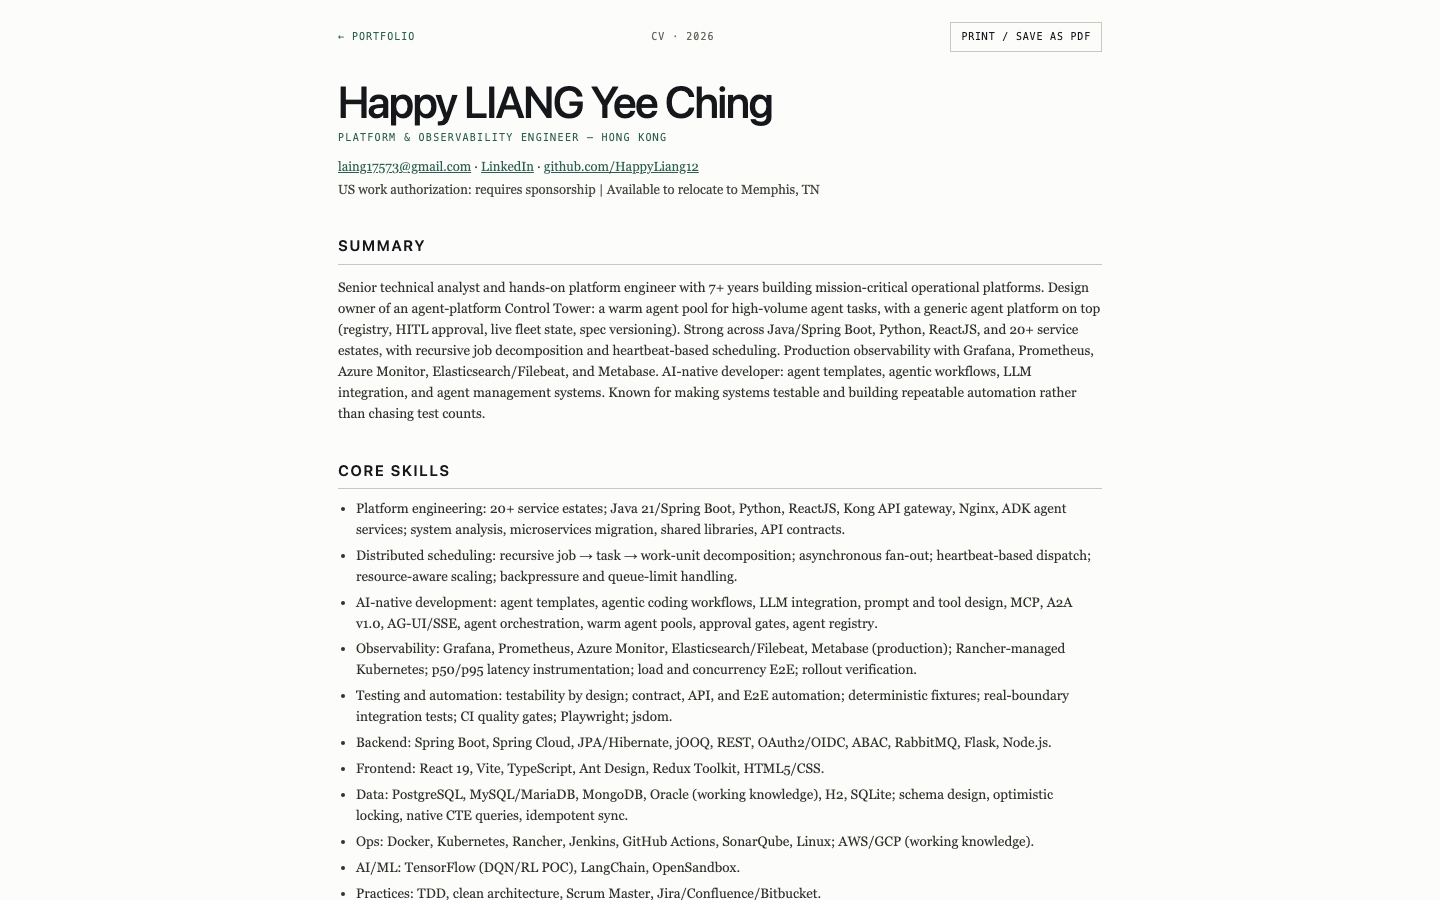 ← PORTFOLIO
CV · 2026
PRINT / SAVE AS PDF
Happy LIANG Yee Ching
PLATFORM & OBSERVABILITY ENGINEER — HONG KONG
laing17573@gmail.com · LinkedIn · github.com/HappyLiang12
US work authorization: requires sponsorship | Available to relocate to Memphis, TN
SUMMARY
Senior technical analyst and hands-on platform engineer with 7+ years building mission-critical operational platforms. Design
owner of an agent-platform Control Tower: a warm agent pool for high-volume agent tasks, with a generic agent platform on top
(registry, HITL approval, live fleet state, spec versioning). Strong across Java/Spring Boot, Python, ReactJS, and 20+ service
estates, with recursive job decomposition and heartbeat-based scheduling. Production observability with Grafana, Prometheus,
Azure Monitor, Elasticsearch/Filebeat, and Metabase. AI-native developer: agent templates, agentic workflows, LLM
integration, and agent management systems. Known for making systems testable and building repeatable automation rather
than chasing test counts.
CORE SKILLS
• Platform engineering: 20+ service estates; Java 21/Spring Boot, Python, ReactJS, Kong API gateway, Nginx, ADK agent
services; system analysis, microservices migration, shared libraries, API contracts.
• Distributed scheduling: recursive job → task → work-unit decomposition; asynchronous fan-out; heartbeat-based dispatch;
resource-aware scaling; backpressure and queue-limit handling.
• AI-native development: agent templates, agentic coding workflows, LLM integration, prompt and tool design, MCP, A2A
v1.0, AG-UI/SSE, agent orchestration, warm agent pools, approval gates, agent registry.
• Observability: Grafana, Prometheus, Azure Monitor, Elasticsearch/Filebeat, Metabase (production); Rancher-managed
Kubernetes; p50/p95 latency instrumentation; load and concurrency E2E; rollout verification.
• Testing and automation: testability by design; contract, API, and E2E automation; deterministic fixtures; real-boundary
integration tests; CI quality gates; Playwright; jsdom.
• Backend: Spring Boot, Spring Cloud, JPA/Hibernate, jOOQ, REST, OAuth2/OIDC, ABAC, RabbitMQ, Flask, Node.js.
• Frontend: React 19, Vite, TypeScript, Ant Design, Redux Toolkit, HTML5/CSS.
• Data: PostgreSQL, MySQL/MariaDB, MongoDB, Oracle (working knowledge), H2, SQLite; schema design, optimistic
locking, native CTE queries, idempotent sync.
• Ops: Docker, Kubernetes, Rancher, Jenkins, GitHub Actions, SonarQube, Linux; AWS/GCP (working knowledge).
• AI/ML: TensorFlow (DQN/RL POC), LangChain, OpenSandbox.
• Practices: TDD, clean architecture, Scrum Master, Jira/Confluence/Bitbucket.